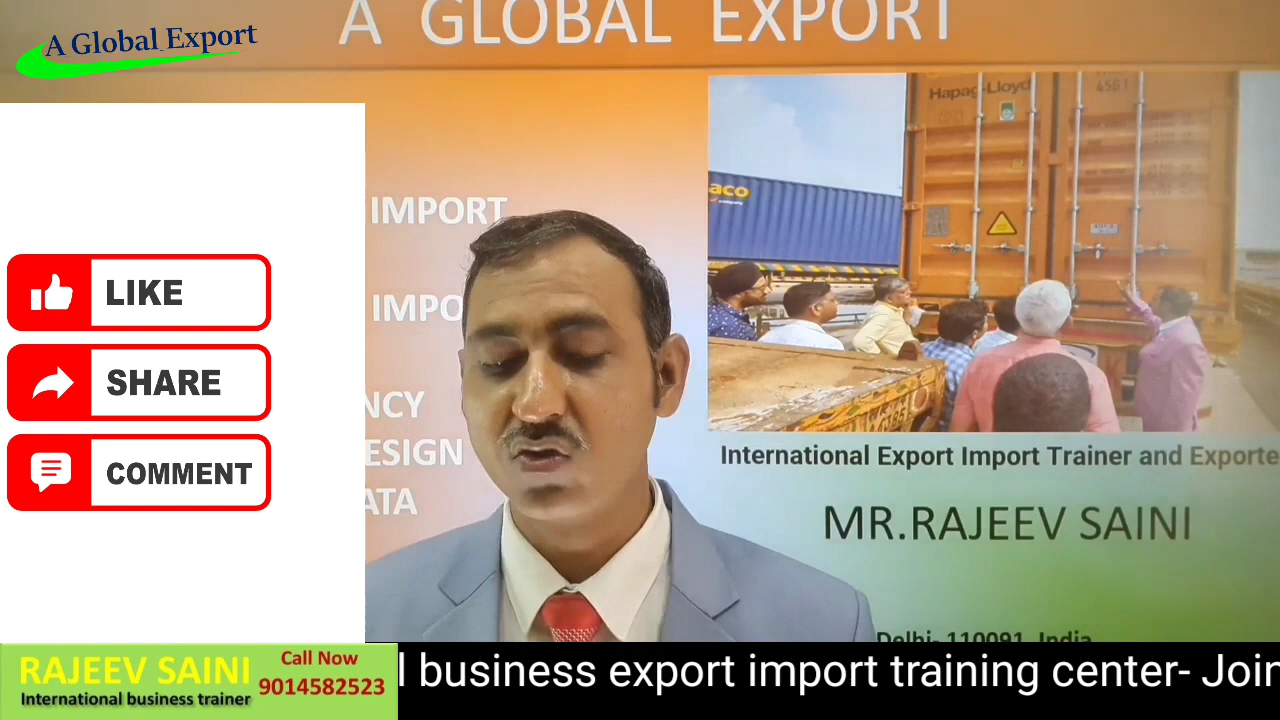 A GLOBAL EXPORT
A Global Export
Hapag-Lloyd
4561
aco
IMPORT
IMPO
NCY
ESIGN
ATA
LIKE
SHARE
COMMENT
International Export Import Trainer and Exporte
MR.RAJEEV SAINI
Delhi- 110091, India
RAJEEV SAINI
International business trainer
Call Now
9014582523
l business export import training center- Join